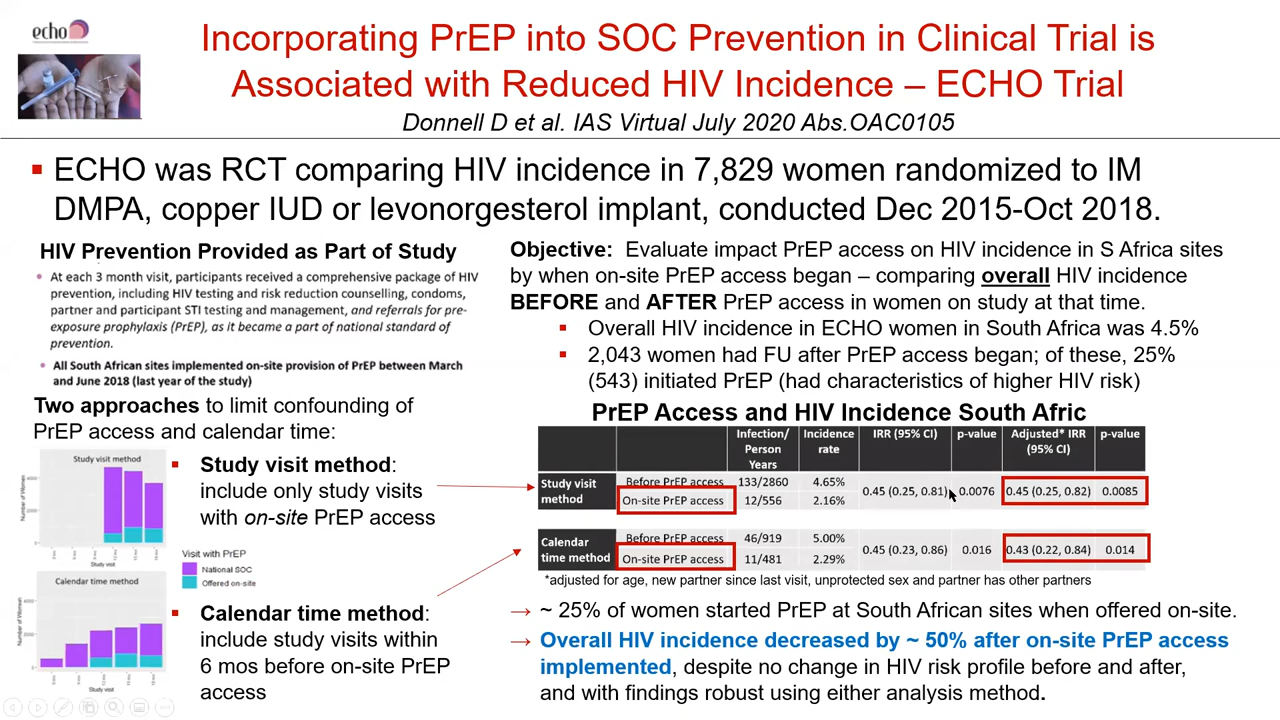 echo
Incorporating PrEP into SOC Prevention in Clinical Trial is
Associated with Reduced HIV Incidence – ECHO Trial
Donnell D et al. IAS Virtual July 2020 Abs.OAC0105
▪ ECHO was RCT comparing HIV incidence in 7,829 women randomized to IM
DMPA, copper IUD or levonorgesterol implant, conducted Dec 2015-Oct 2018.
HIV Prevention Provided as Part of Study
• At each 3 month visit, participants received a comprehensive package of HIV
prevention, including HIV testing and risk reduction counselling, condoms,
partner and participant STI testing and management, and referrals for pre-
exposure prophylaxis (PrEP), as it became a part of national standard of
prevention.
• All South African sites implemented on-site provision of PrEP between March
and June 2018 (last year of the study)
Two approaches to limit confounding of
PrEP access and calendar time:
Study visit method
Number of Women
Study visit
▪ Study visit method:
include only study visits
with on-site PrEP access
Visit with PrEP
National SOC
Offered on-site
Calendar time method
Number of Women
Study visit
▪ Calendar time method:
include study visits within
6 mos before on-site PrEP
access
Objective: Evaluate impact PrEP access on HIV incidence in S Africa sites
by when on-site PrEP access began – comparing overall HIV incidence
BEFORE and AFTER PrEP access in women on study at that time.
▪ Overall HIV incidence in ECHO women in South Africa was 4.5%
▪ 2,043 women had FU after PrEP access began; of these, 25%
(543) initiated PrEP (had characteristics of higher HIV risk)
PrEP Access and HIV Incidence South Afric
Infection/ Person Years Incidence rate IRR (95% CI) p-value Adjusted* IRR (95% CI) p-value
Study visit method Before PrEP access 133/2860 4.65% 0.45 (0.25, 0.81) 0.0076 0.45 (0.25, 0.82) 0.0085
On-site PrEP access 12/556 2.16%
Calendar time method Before PrEP access 46/919 5.00% 0.45 (0.23, 0.86) 0.016 0.43 (0.22, 0.84) 0.014
On-site PrEP access 11/481 2.29%
*adjusted for age, new partner since last visit, unprotected sex and partner has other partners
→ ~ 25% of women started PrEP at South African sites when offered on-site.
→ Overall HIV incidence decreased by ~ 50% after on-site PrEP access
implemented, despite no change in HIV risk profile before and after,
and with findings robust using either analysis method.